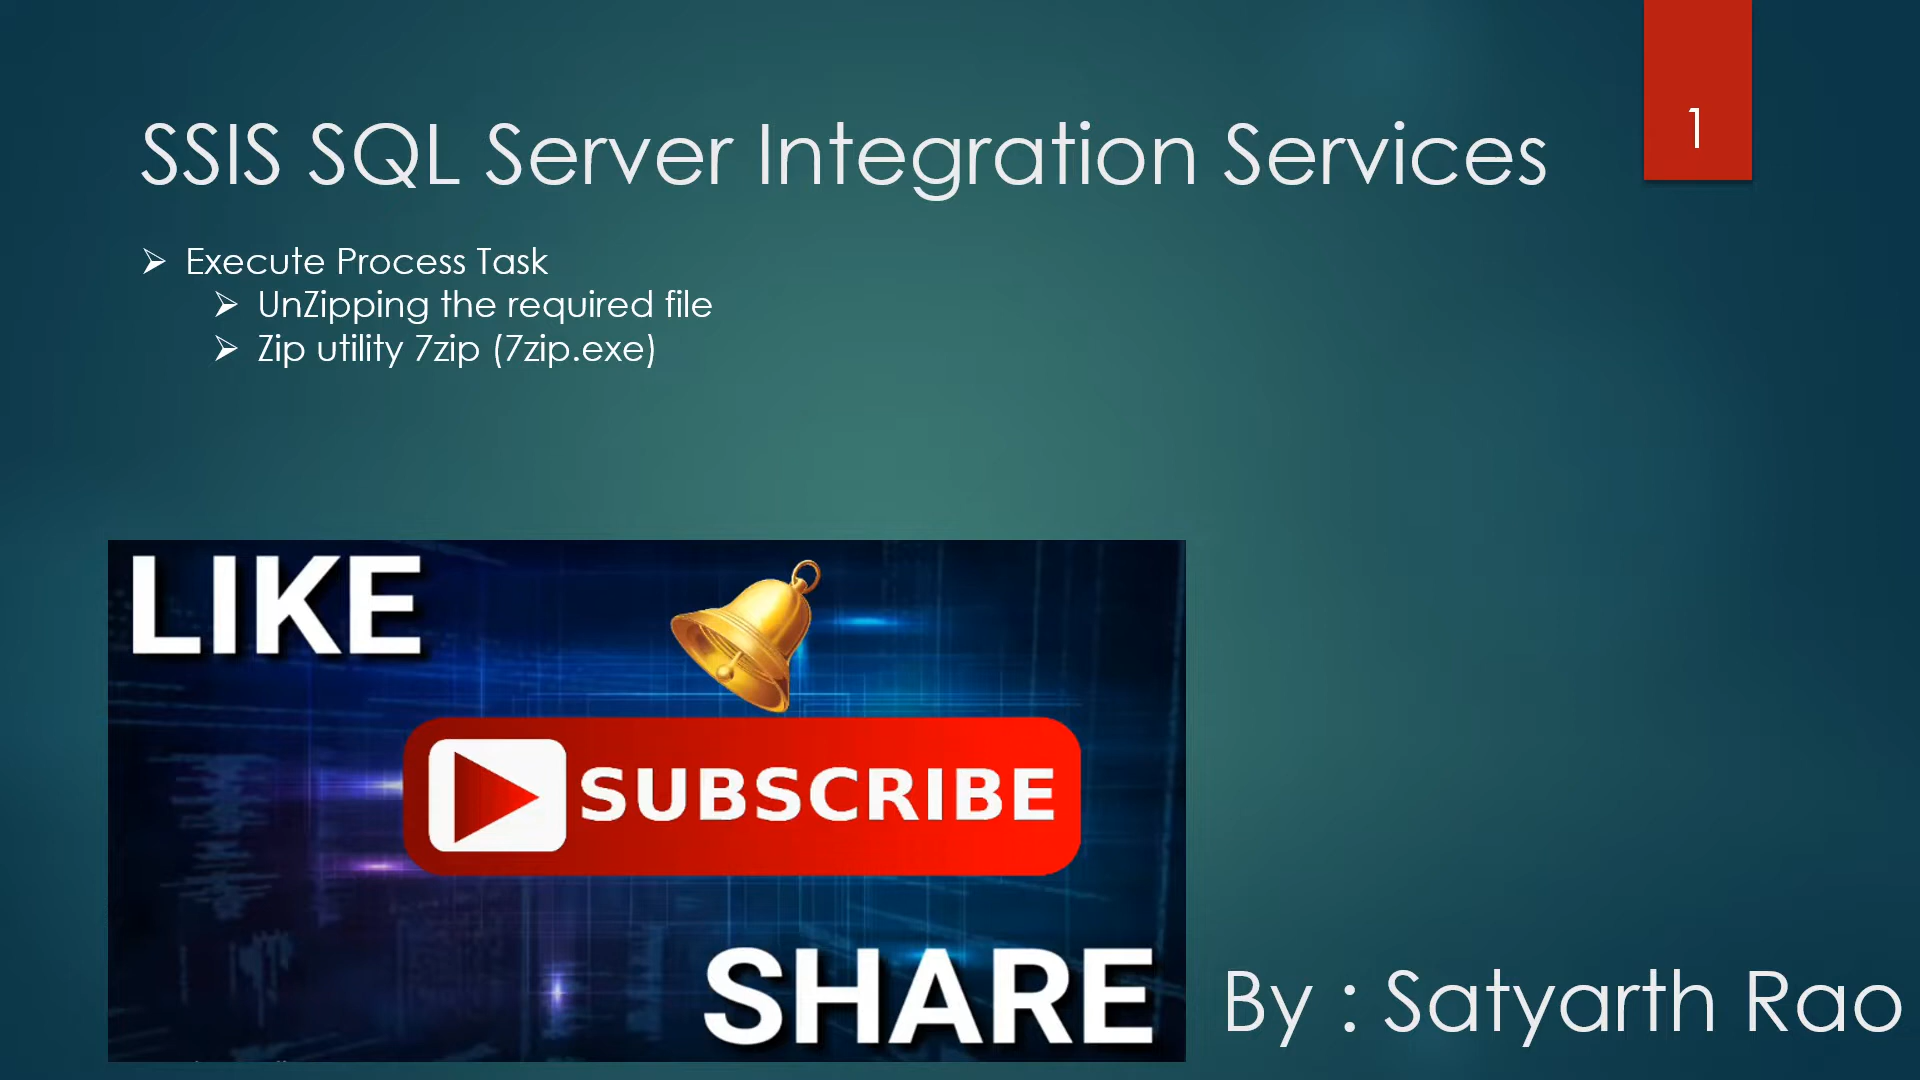 SSIS SQL Server Integration Services
1
Execute Process Task
UnZipping the required file
Zip utility 7zip (7zip.exe)
LIKE
SUBSCRIBE
SHARE
By : Satyarth Rao